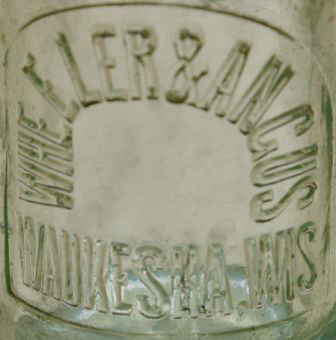 WHEELER & ANGUS
WAUKESHA, WIS